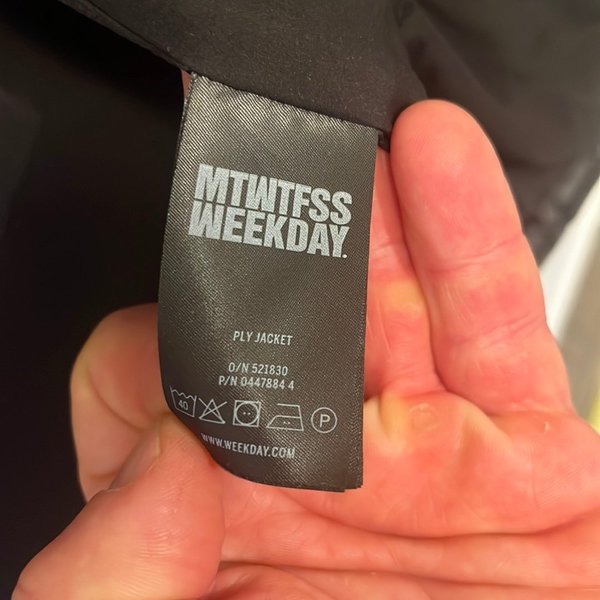 MTWTFSS
WEEKDAY.
PLY JACKET
O/N 521830
P/N 0447884 4
40 P
WWW.WEEKDAY.COM